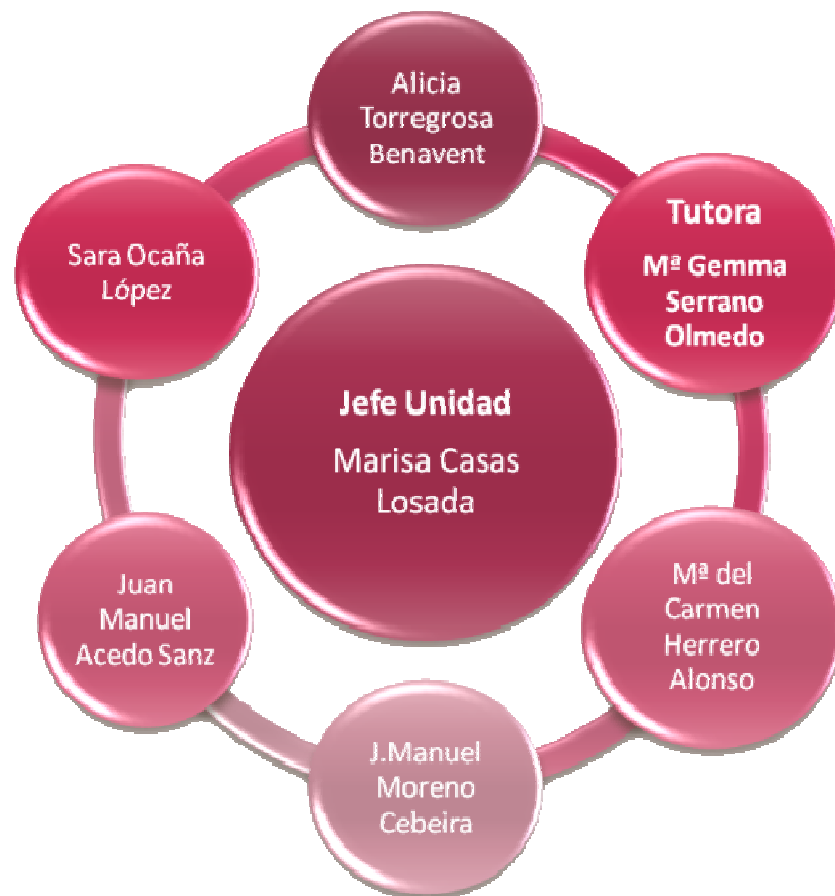 Alicia
Torregrosa
Benavent
Tutora
Mª Gemma
Serrano
Olmedo
Mª del
Carmen
Herrero
Alonso
J.Manuel
Moreno
Cebeira
Juan
Manuel
Acedo Sanz
Sara Ocaña
López
Jefe Unidad
Marisa Casas
Losada